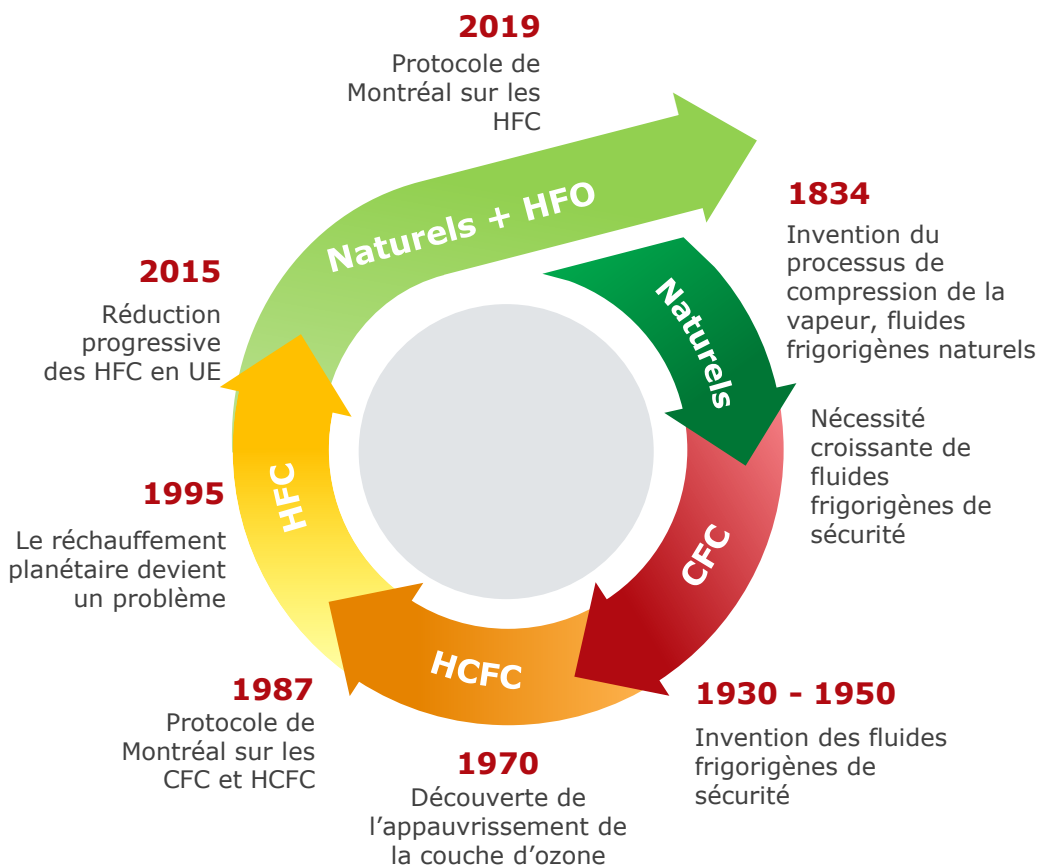 2019
Protocole de
Montréal sur les
HFC
Naturels + HFO
1834
Invention du
processus de
compression de la
vapeur, fluides
frigorigènes naturels
Naturels
Nécessité
croissante de
fluides
frigorigènes de
sécurité
CFC
1930 - 1950
Invention des fluides
frigorigènes de
sécurité
HCFC
1970
Découverte de
l’appauvrissement de
la couche d’ozone
1987
Protocole de
Montréal sur les
CFC et HCFC
HFC
1995
Le réchauffement
planétaire devient
un problème
2015
Réduction
progressive
des HFC en UE